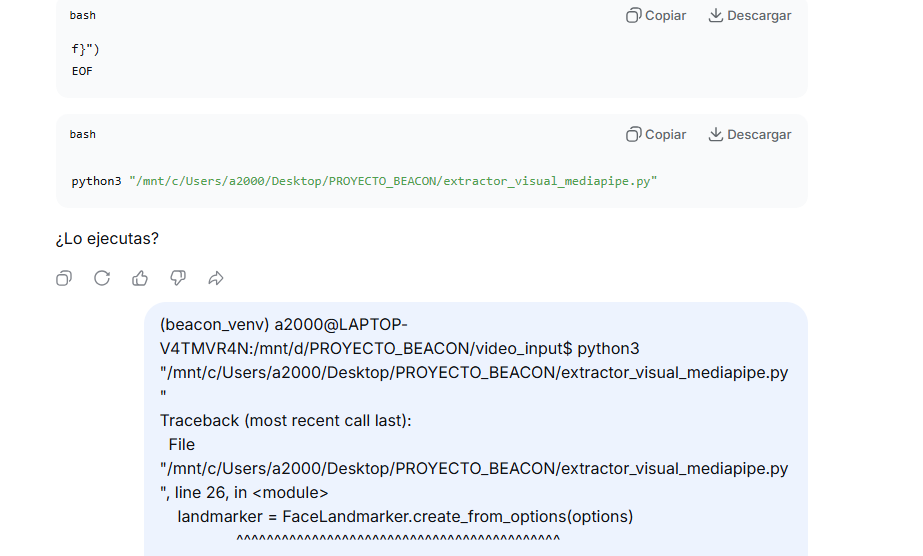 bash
Copiar
Descargar
f}")
EOF
bash
Copiar
Descargar
python3 "/mnt/c/Users/a2000/Desktop/PROYECTO_BEACON/extractor_visual_mediapipe.py"
¿Lo ejecutas?
(beacon_venv) a2000@LAPTOP-
V4TMVR4N:/mnt/d/PROYECTO_BEACON/video_input$ python3
"/mnt/c/Users/a2000/Desktop/PROYECTO_BEACON/extractor_visual_mediapipe.py
"
Traceback (most recent call last):
File
"/mnt/c/Users/a2000/Desktop/PROYECTO_BEACON/extractor_visual_mediapipe.py
", line 26, in <module>
landmarker = FaceLandmarker.create_from_options(options)
^^^^^^^^^^^^^^^^^^^^^^^^^^^^^^^^^^^^^^^^^^^